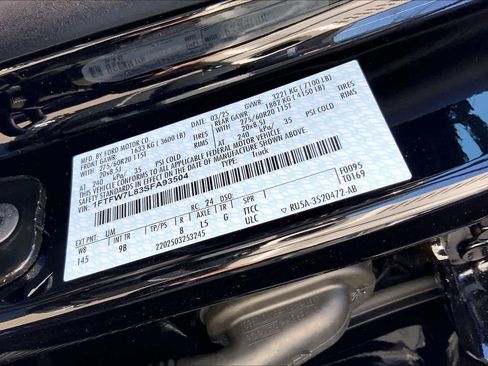 MFD. BY FORD MOTOR CO.
DATE: 03/25 GVWR: 3221 KG ( 7100 LB)
FRONT GAWR: 1633 KG ( 3600 LB) REAR GAWR: 1882 KG ( 4150 LB)
WITH 275/60R20 115T TIRES WITH 275/60R20 115T TIRES
20x8.5J RIMS 20x8.5J RIMS
AT 240 kPa/ 35 PSI COLD AT 240 kPa/ 35 PSI COLD
THIS VEHICLE CONFORMS TO ALL APPLICABLE FEDERAL MOTOR VEHICLE
SAFETY STANDARDS IN EFFECT ON THE DATE OF MANUFACTURE SHOWN ABOVE.
1FTFW7L83SFA93504 Truck
F0095
EXT PNT: UM RC: 24 DSO: 10169
WB INT TR TP/PS R AXLE TR SPR
145 9B 8 L5 G TTCC
2202503253245 ULC RU5A-3520472-AB